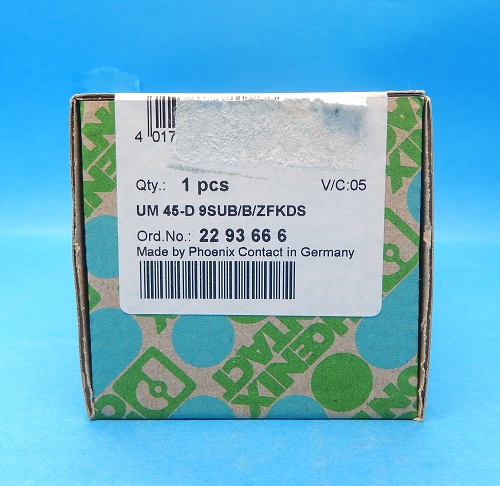 4 017
Qty.: 1 pcs V/C:05
UM 45-D 9SUB/B/ZFKDS
Ord.No.: 22 93 66 6
Made by Phoenix Contact in Germany
PHOENIX
CONTACT